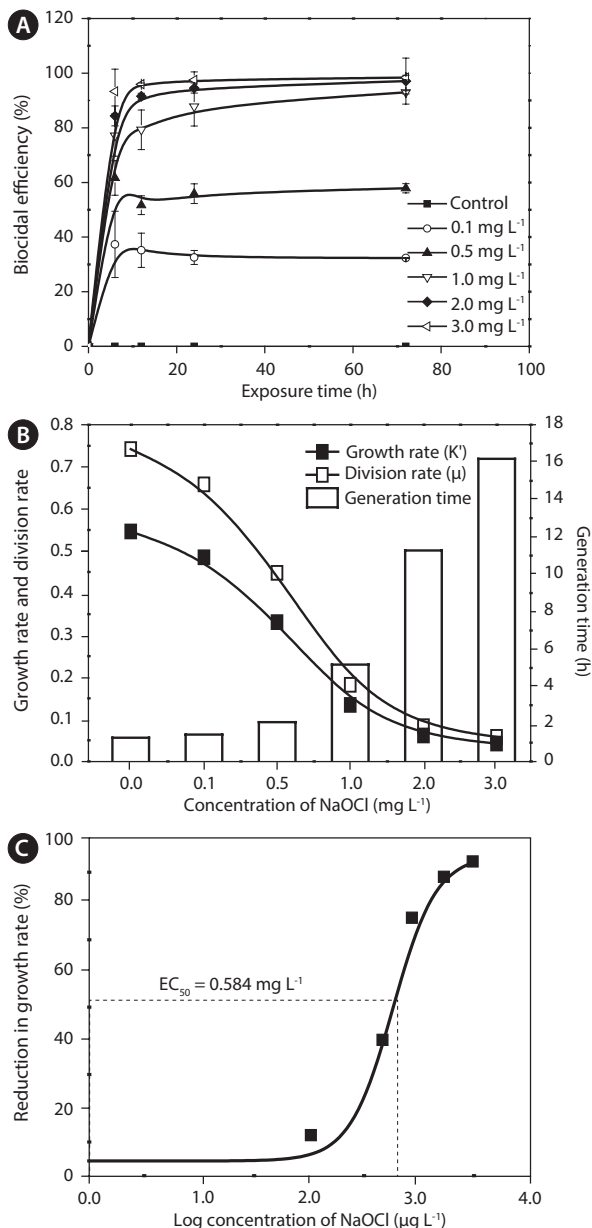 A
120
100
80
60
40
20
0
Biocidal efficiency (%)
Control
0.1 mg L⁻¹
0.5 mg L⁻¹
1.0 mg L⁻¹
2.0 mg L⁻¹
3.0 mg L⁻¹
0 20 40 60 80 100
Exposure time (h)
B
0.8
0.7
0.6
0.5
0.4
0.3
0.2
0.1
0.0
Growth rate and division rate
Growth rate (K')
Division rate (μ)
Generation time
18
16
14
12
10
8
6
4
2
0
Generation time (h)
0.0 0.1 0.5 1.0 2.0 3.0
Concentration of NaOCl (mg L⁻¹)
C
100
80
60
40
20
0
Reduction in growth rate (%)
EC₅₀ = 0.584 mg L⁻¹
0.0 1.0 2.0 3.0 4.0
Log concentration of NaOCl (μg L⁻¹)